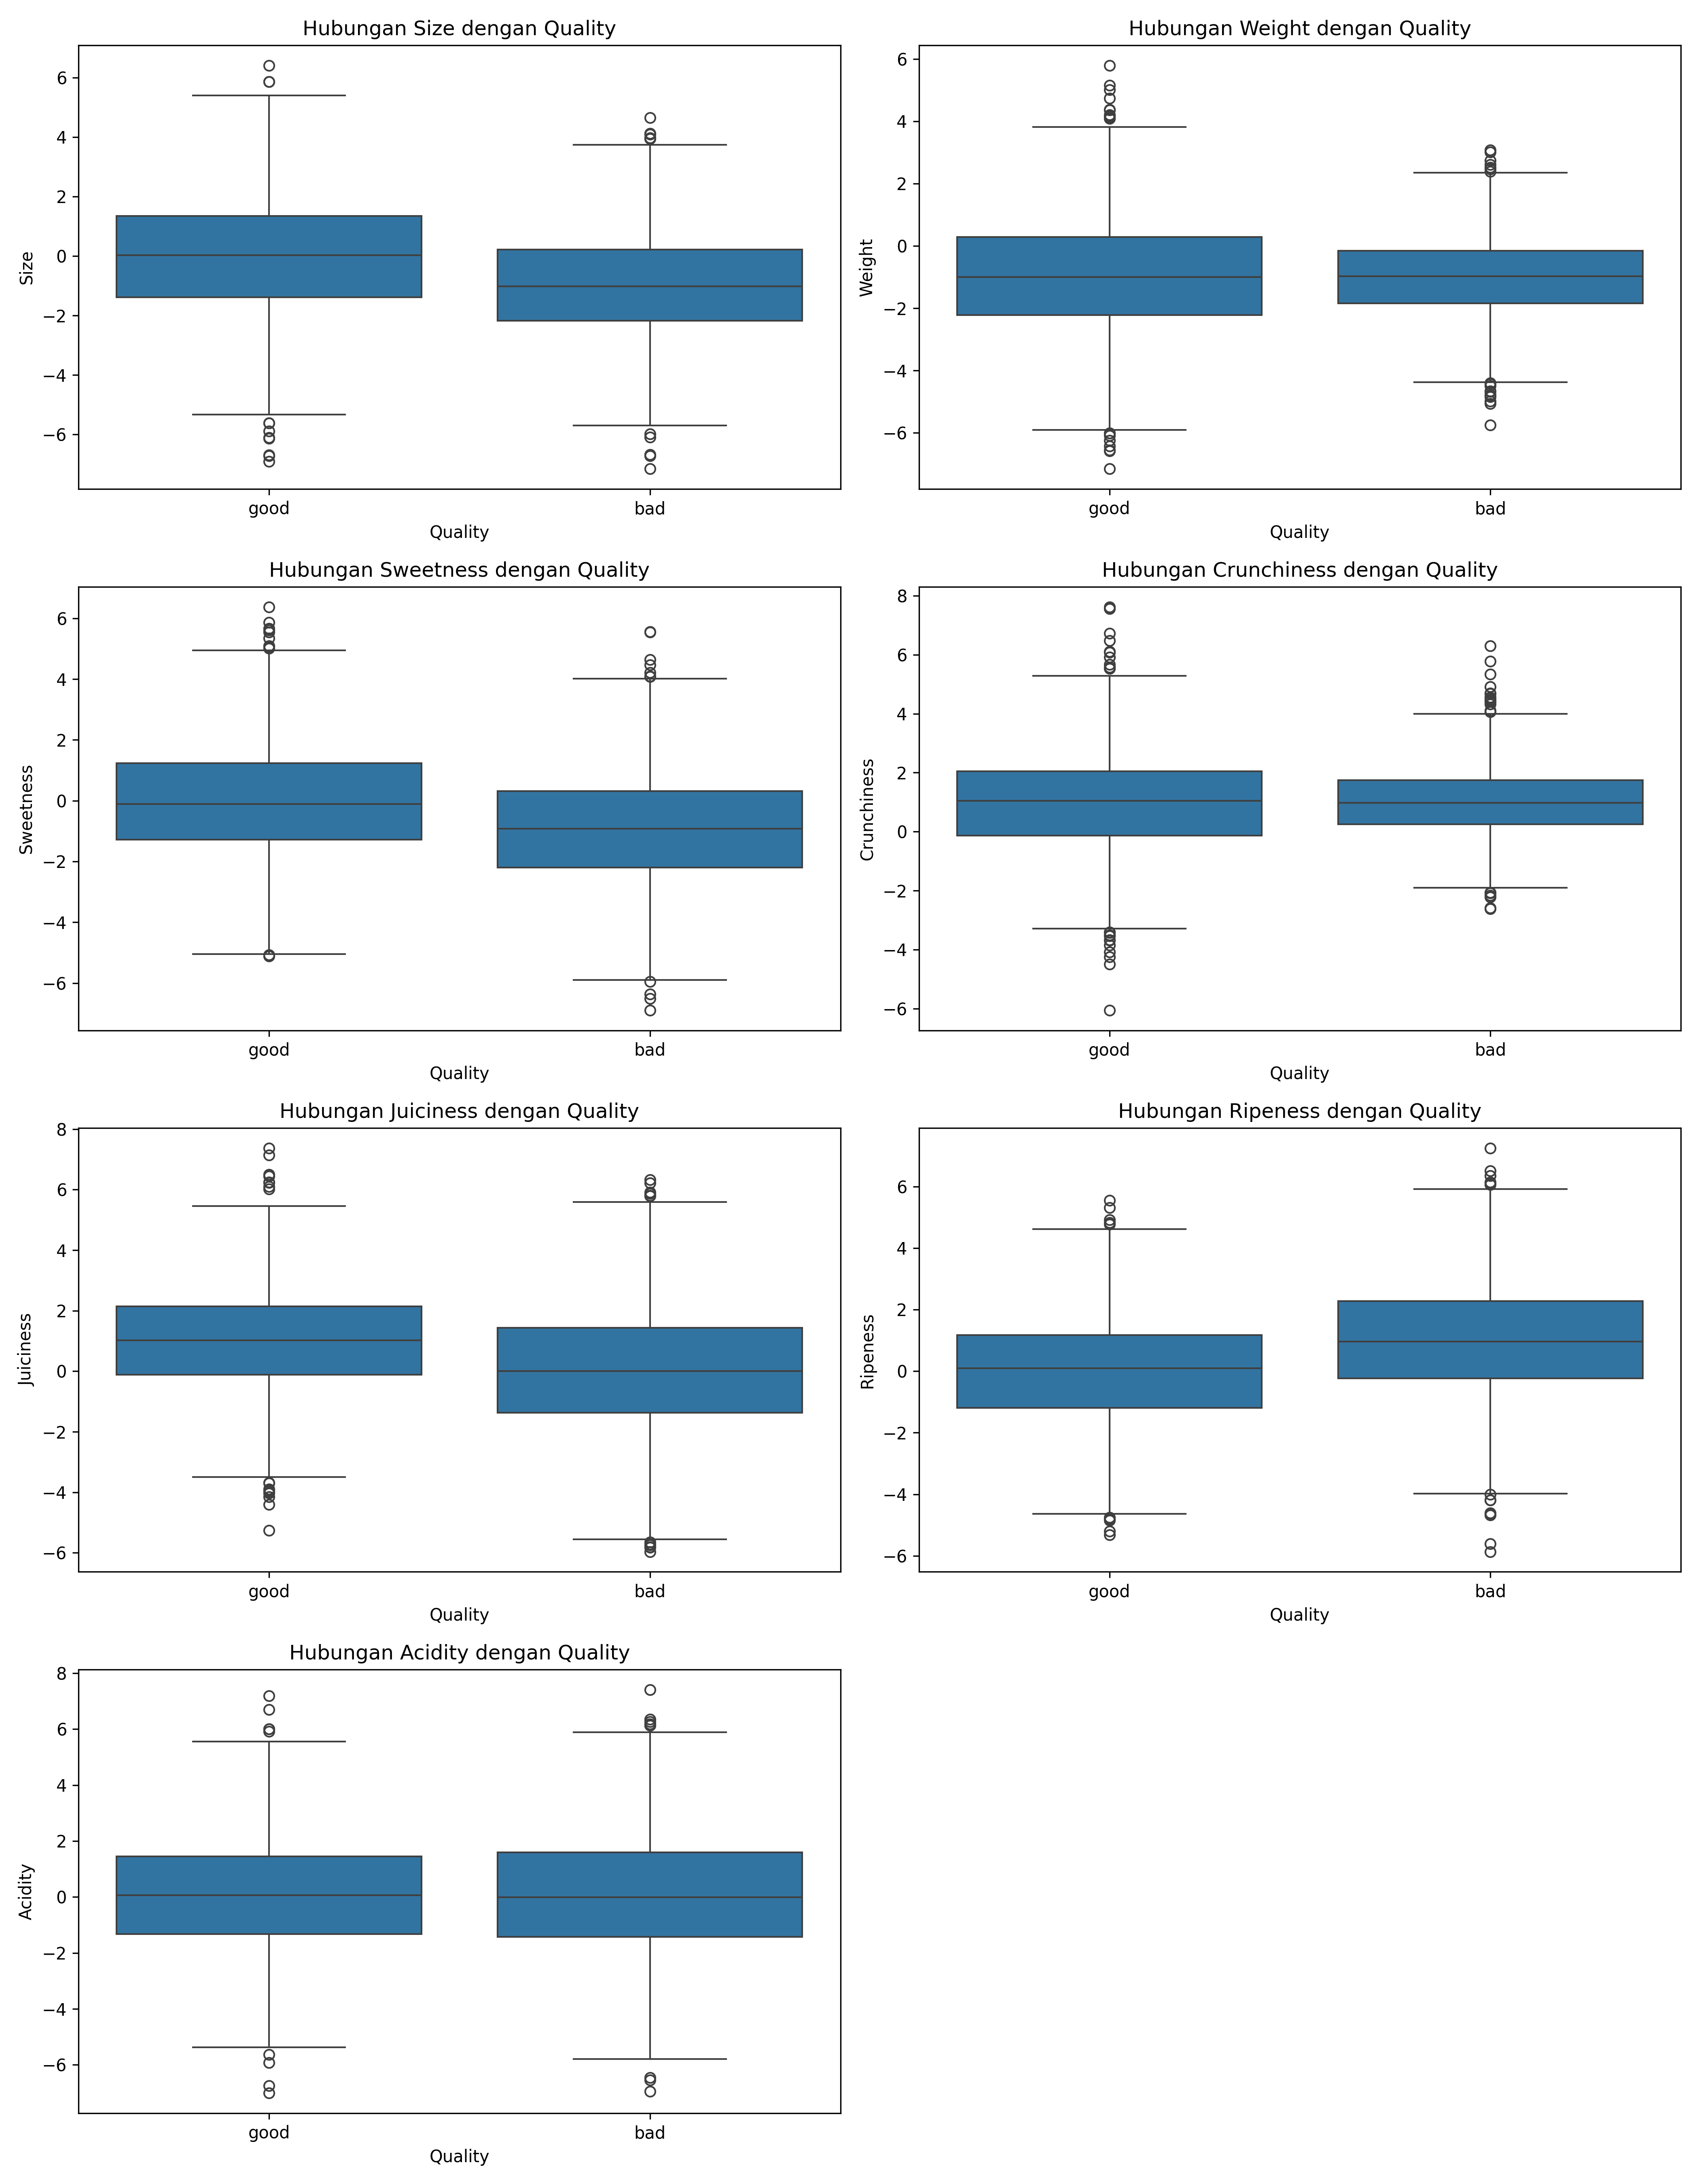 Hubungan Size dengan Quality
6
4
2
0
−2
−4
−6
Size
good
bad
Quality
Hubungan Weight dengan Quality
6
4
2
0
−2
−4
−6
Weight
good
bad
Quality
Hubungan Sweetness dengan Quality
6
4
2
0
−2
−4
−6
Sweetness
good
bad
Quality
Hubungan Crunchiness dengan Quality
8
6
4
2
0
−2
−4
−6
Crunchiness
good
bad
Quality
Hubungan Juiciness dengan Quality
8
6
4
2
0
−2
−4
−6
Juiciness
good
bad
Quality
Hubungan Ripeness dengan Quality
6
4
2
0
−2
−4
−6
Ripeness
good
bad
Quality
Hubungan Acidity dengan Quality
8
6
4
2
0
−2
−4
−6
Acidity
good
bad
Quality